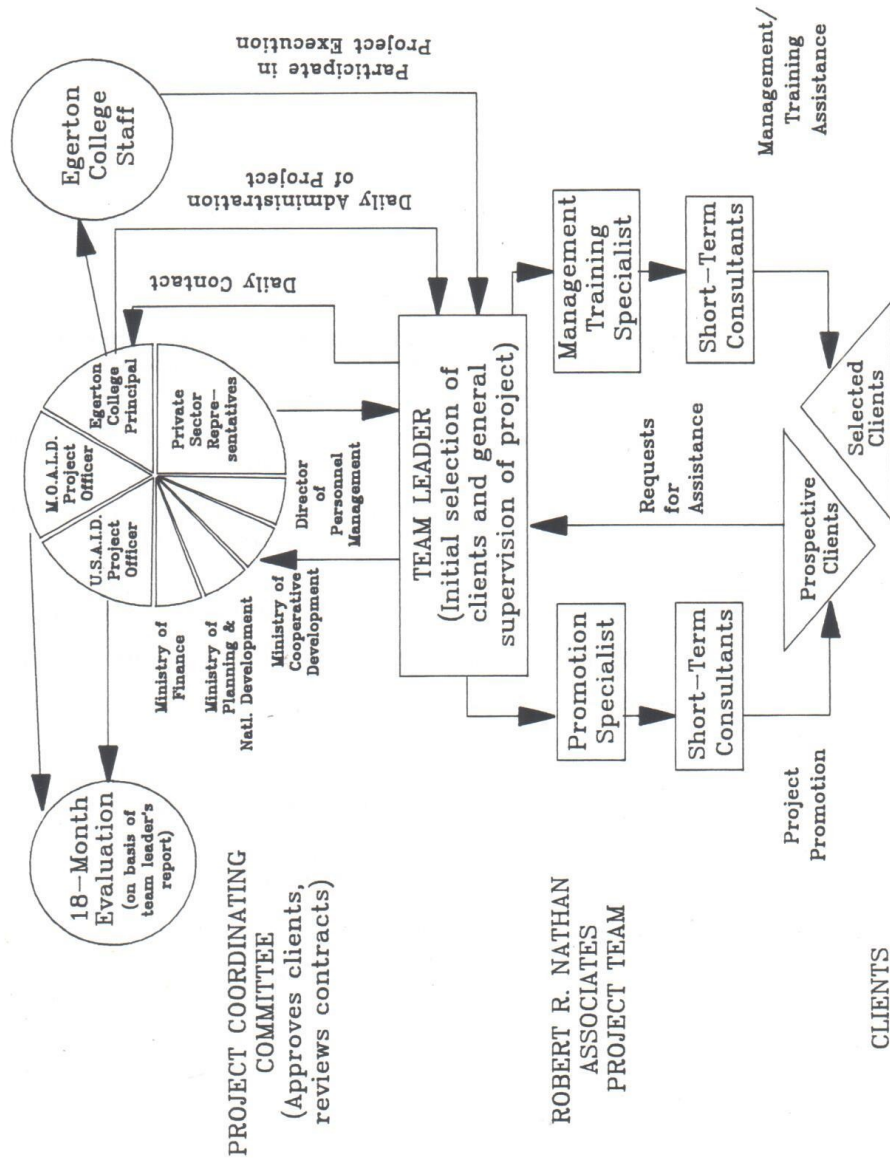 18-Month
Evaluation
(on basis of
team leader's
report)
Egerton
College
Staff
M.O.A.L.D.
Project
Officer
U.S.A.I.D.
Project
Officer
Egerton
College
Principal
Private
Sector
Repre-
sentatives
Ministry of
Finance
Ministry of
Planning &
Natl. Development
Ministry of
Cooperative
Development
Director
of
Personnel
Management
Daily Contact
Daily Administration
of Project
Participate in
Project Execution
PROJECT COORDINATING
COMMITTEE
(Approves clients,
reviews contracts)
TEAM LEADER
(Initial selection of
clients and general
supervision of project)
ROBERT R. NATHAN
ASSOCIATES
PROJECT TEAM
Promotion
Specialist
Short-Term
Consultants
Requests
for
Assistance
Management
Training
Specialist
Short-Term
Consultants
Project
Promotion
Management/
Training
Assistance
CLIENTS
Prospective
Clients
Selected
Clients